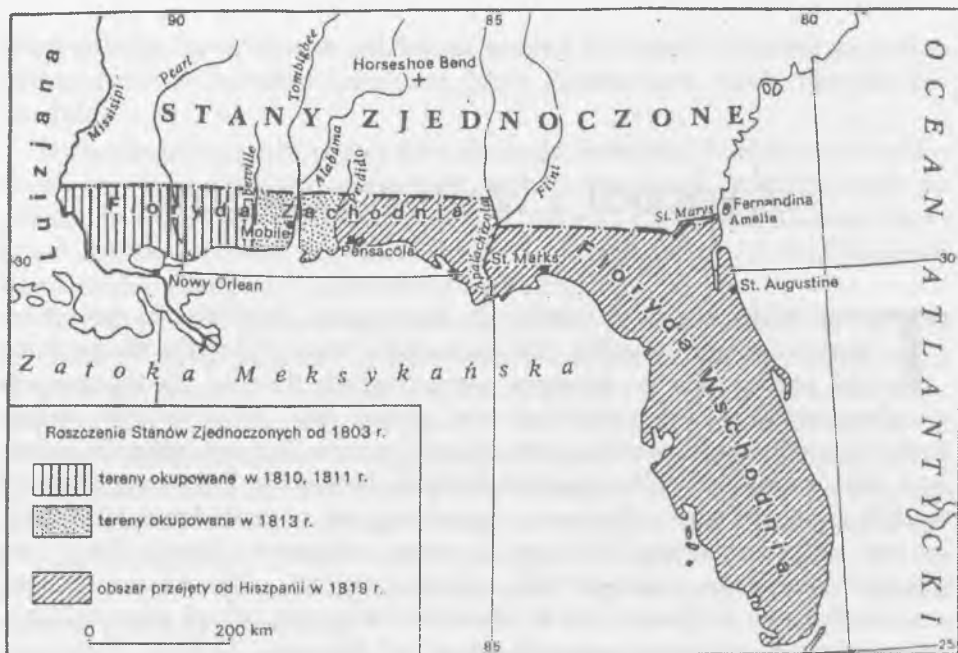 90
85
80
Luizjana
Missisipi
Pearl
Tombigbee
Horseshoe Bend
STANY ZJEDNOCZONE
Alabama
Perdido
Flint
OCEAN ATLANTYCKI
Floryda Zachodnia
Mobile
Pensacola
Apalachicola
St. Marks
St. Marys
Fernandina
Amelia
30
30
Nowy Orlean
St. Augustine
Floryda Wschodnia
Zatoka Meksykańska
Roszczenia Stanów Zjednoczonych od 1803 r.
tereny okupowane w 1810, 1811 r.
tereny okupowane w 1813 r.
obszar przejęty od Hiszpanii w 1819 r.
0 200 km
85
25